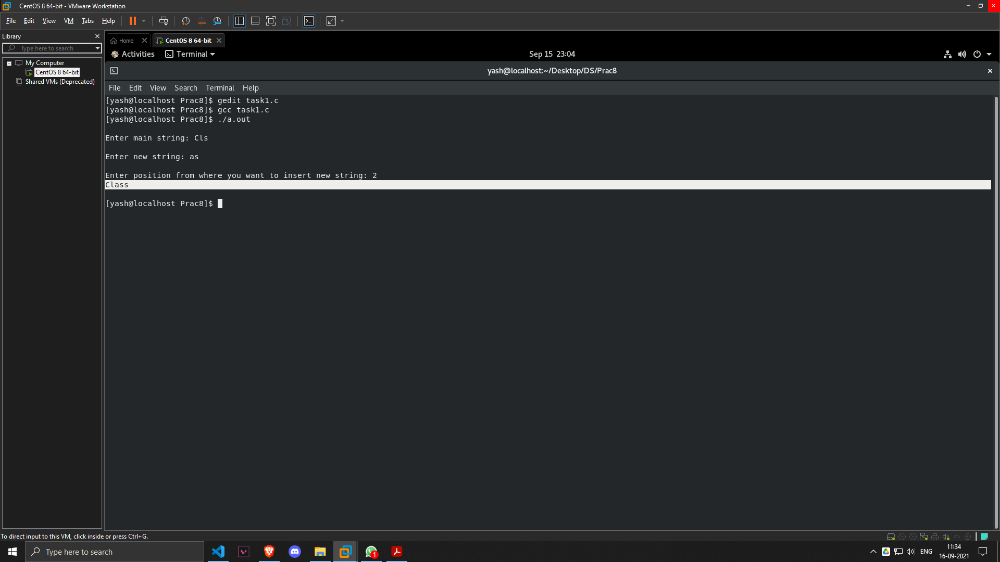 CentOS 8 64-bit - VMware Workstation
File Edit View VM Tabs Help
Library
Type here to search
My Computer
CentOS 8 64-bit
Shared VMs (Deprecated)
Home
CentOS 8 64-bit
Activities
Terminal
Sep 15 23:04
yash@localhost:~/Desktop/DS/Prac8
File Edit View Search Terminal Help
[yash@localhost Prac8]$ gedit task1.c
[yash@localhost Prac8]$ gcc task1.c
[yash@localhost Prac8]$ ./a.out
Enter main string: Cls
Enter new string: as
Enter position from where you want to insert new string: 2
Class
[yash@localhost Prac8]$
To direct input to this VM, click inside or press Ctrl+G.
Type here to search
1
ENG
11:34
16-09-2021